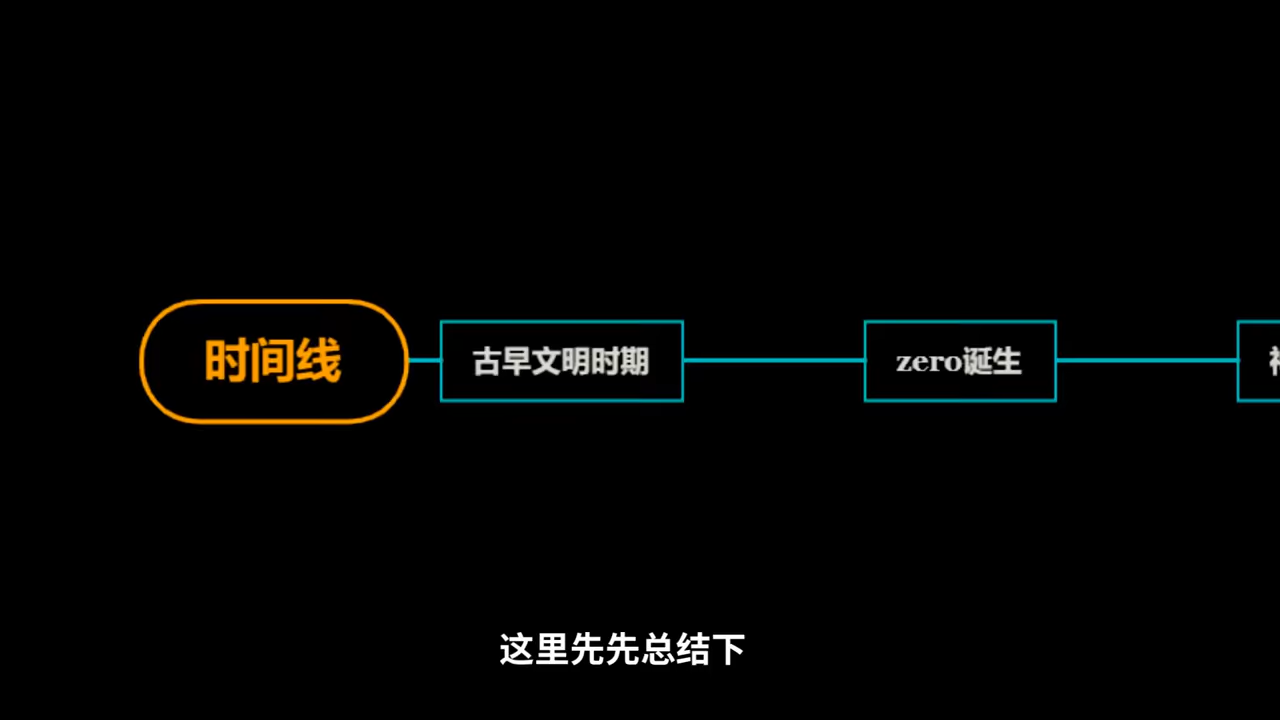 时间线
古早文明时期
zero诞生
这里先先总结下